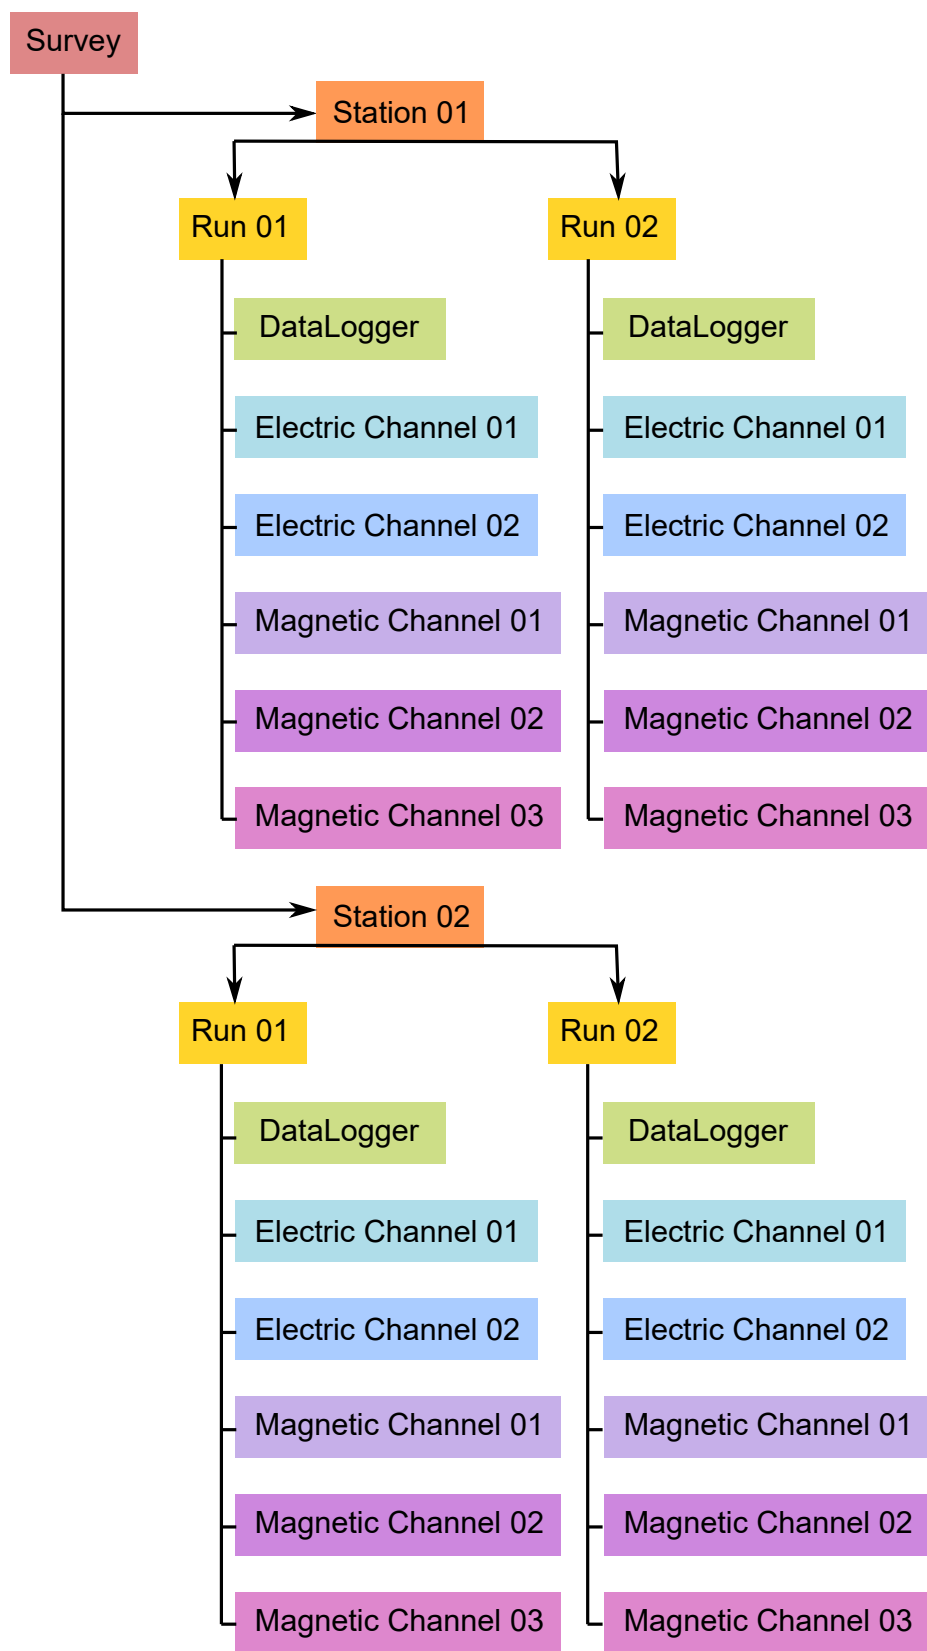 Survey
Station 01
Run 01
Run 02
DataLogger
DataLogger
Electric Channel 01
Electric Channel 01
Electric Channel 02
Electric Channel 02
Magnetic Channel 01
Magnetic Channel 01
Magnetic Channel 02
Magnetic Channel 02
Magnetic Channel 03
Magnetic Channel 03
Station 02
Run 01
Run 02
DataLogger
DataLogger
Electric Channel 01
Electric Channel 01
Electric Channel 02
Electric Channel 02
Magnetic Channel 01
Magnetic Channel 01
Magnetic Channel 02
Magnetic Channel 02
Magnetic Channel 03
Magnetic Channel 03